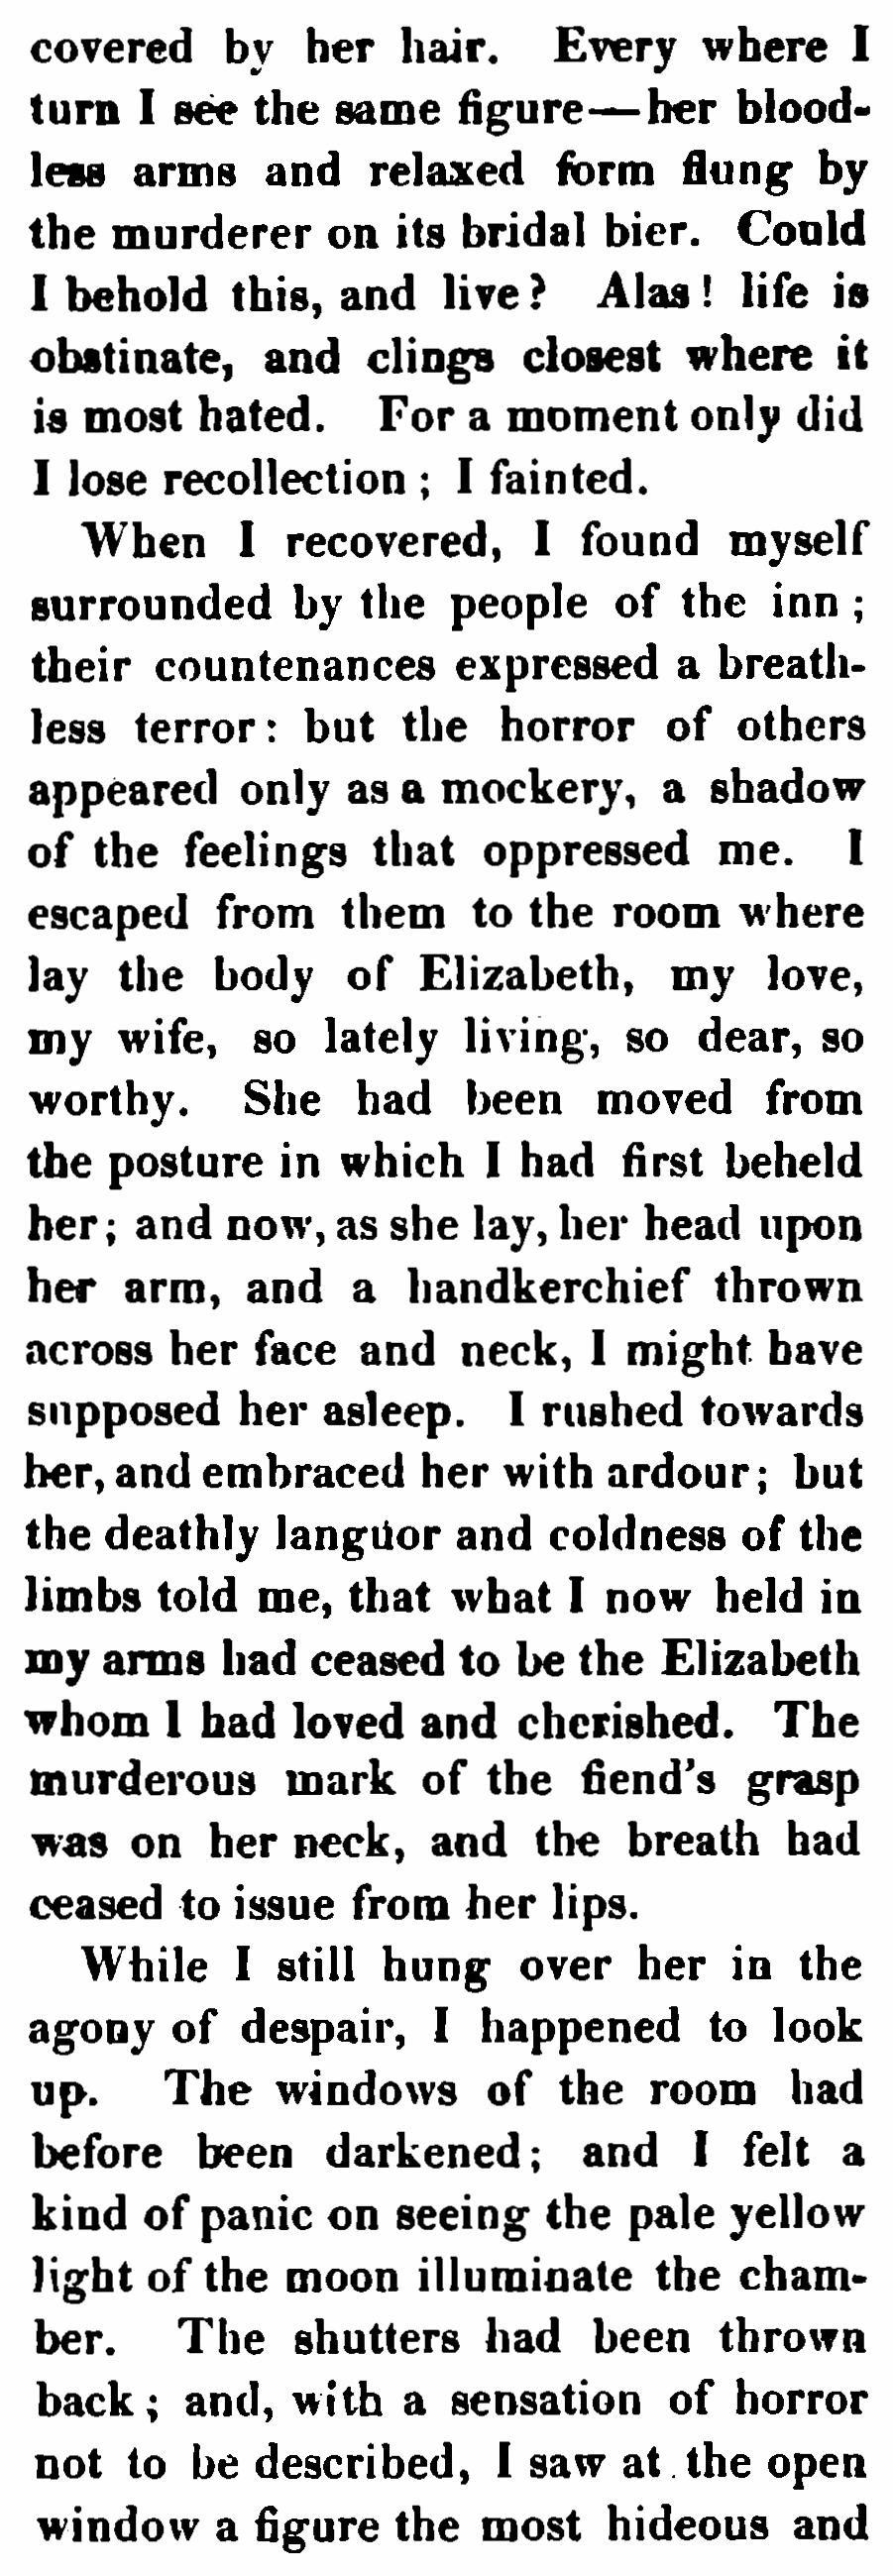 covered by her hair. Every where I
turn I see the same figure—her blood-
less arms and relaxed form flung by
the murderer on its bridal bier. Could
I behold this, and live? Alas! life is
obstinate, and clings closest where it
is most hated. For a moment only did
I lose recollection; I fainted.
When I recovered, I found myself
surrounded by the people of the inn;
their countenances expressed a breath-
less terror: but the horror of others
appeared only as a mockery, a shadow
of the feelings that oppressed me. I
escaped from them to the room where
lay the body of Elizabeth, my love,
my wife, so lately living, so dear, so
worthy. She had been moved from
the posture in which I had first beheld
her; and now, as she lay, her head upon
her arm, and a handkerchief thrown
across her face and neck, I might have
supposed her asleep. I rushed towards
her, and embraced her with ardour; but
the deathly languor and coldness of the
limbs told me, that what I now held in
my arms had ceased to be the Elizabeth
whom I had loved and cherished. The
murderous mark of the fiend's grasp
was on her neck, and the breath had
ceased to issue from her lips.
While I still hung over her in the
agony of despair, I happened to look
up. The windows of the room had
before been darkened; and I felt a
kind of panic on seeing the pale yellow
light of the moon illuminate the cham-
ber. The shutters had been thrown
back; and, with a sensation of horror
not to be described, I saw at the open
window a figure the most hideous and